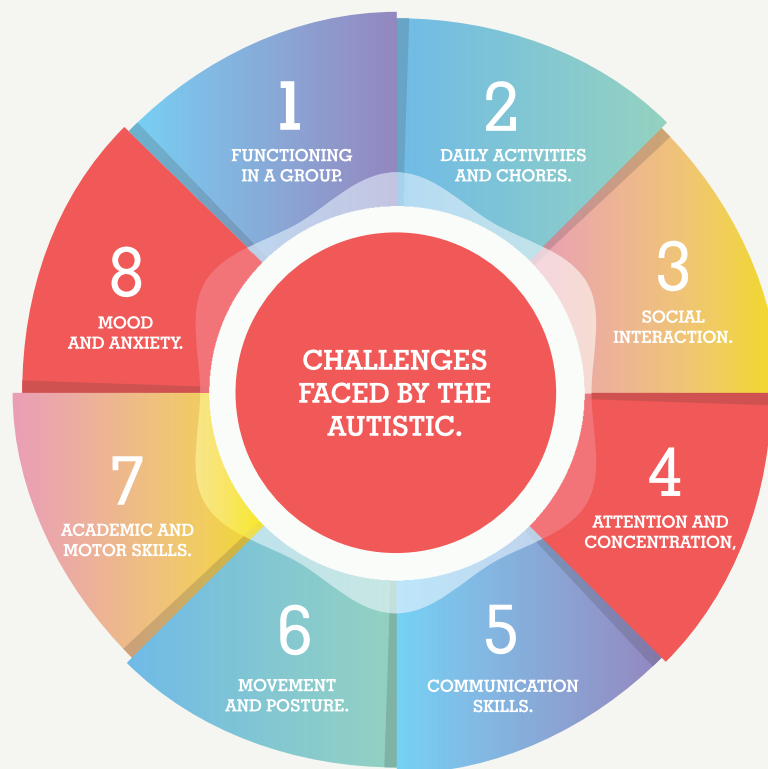 CHALLENGES
FACED BY THE
AUTISTIC.
1
FUNCTIONING
IN A GROUP.
2
DAILY ACTIVITIES
AND CHORES.
3
SOCIAL
INTERACTION.
4
ATTENTION AND
CONCENTRATION,
5
COMMUNICATION
SKILLS.
6
MOVEMENT
AND POSTURE.
7
ACADEMIC AND
MOTOR SKILLS.
8
MOOD
AND ANXIETY.